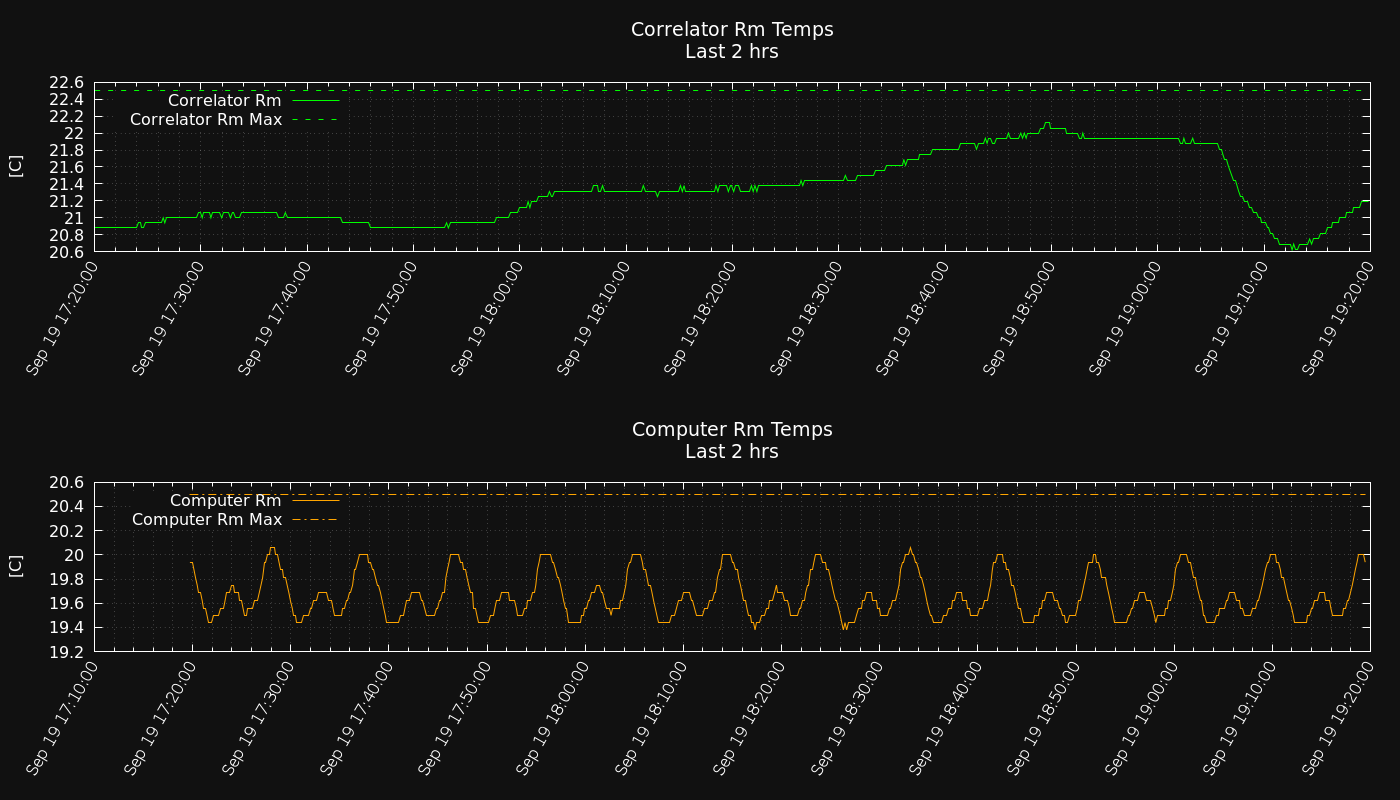 Correlator Rm Temps
Last 2 hrs
22.6
22.4
22.2
22
21.8
21.6
21.4
21.2
21
20.8
20.6
[C]
Correlator Rm
Correlator Rm Max
Sep 19 17:20:00
Sep 19 17:30:00
Sep 19 17:40:00
Sep 19 17:50:00
Sep 19 18:00:00
Sep 19 18:10:00
Sep 19 18:20:00
Sep 19 18:30:00
Sep 19 18:40:00
Sep 19 18:50:00
Sep 19 19:00:00
Sep 19 19:10:00
Sep 19 19:20:00
Computer Rm Temps
Last 2 hrs
20.6
20.4
20.2
20
19.8
19.6
19.4
19.2
[C]
Computer Rm
Computer Rm Max
Sep 19 17:10:00
Sep 19 17:20:00
Sep 19 17:30:00
Sep 19 17:40:00
Sep 19 17:50:00
Sep 19 18:00:00
Sep 19 18:10:00
Sep 19 18:20:00
Sep 19 18:30:00
Sep 19 18:40:00
Sep 19 18:50:00
Sep 19 19:00:00
Sep 19 19:10:00
Sep 19 19:20:00